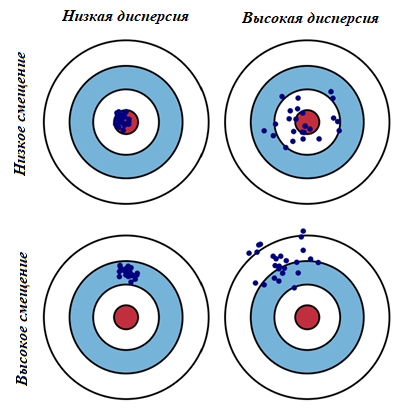 Низкая дисперсия
Высокая дисперсия
Низкое смещение
Высокое смещение